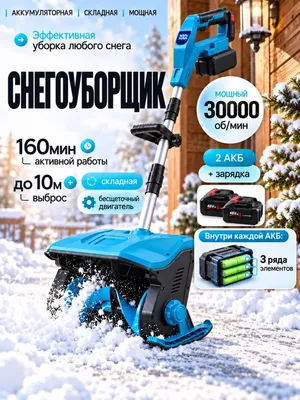 АККУМУЛЯТОРНАЯ | СКЛАДНАЯ | МОЩНАЯ
Эффективная
уборка любого снега
СНЕГОУБОРЩИК
МОЩНЫЙ
30000
об/мин
160мин
активной работы
2 АКБ
+ зарядка
до 10м
выброс
складная
бесщеточный
двигатель
Внутри каждой АКБ:
3 ряда
элементов